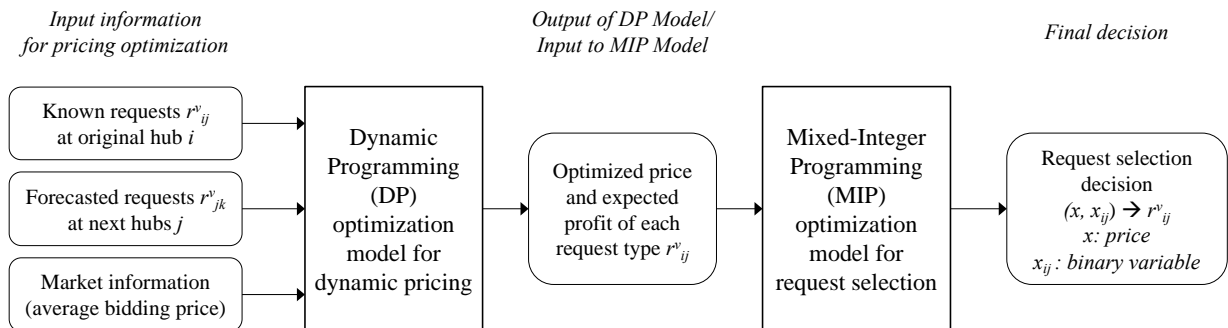 Input information
for pricing optimization
Output of DP Model/
Input to MIP Model
Final decision
Known requests r^v_ij
at original hub i
Forecasted requests r^v_jk
at next hubs j
Market information
(average bidding price)
Dynamic
Programming
(DP)
optimization
model for
dynamic pricing
Optimized price
and expected
profit of each
request type r^v_ij
Mixed-Integer
Programming
(MIP)
optimization
model for
request selection
Request selection
decision
(x, x_ij) → r^v_ij
x: price
x_ij : binary variable